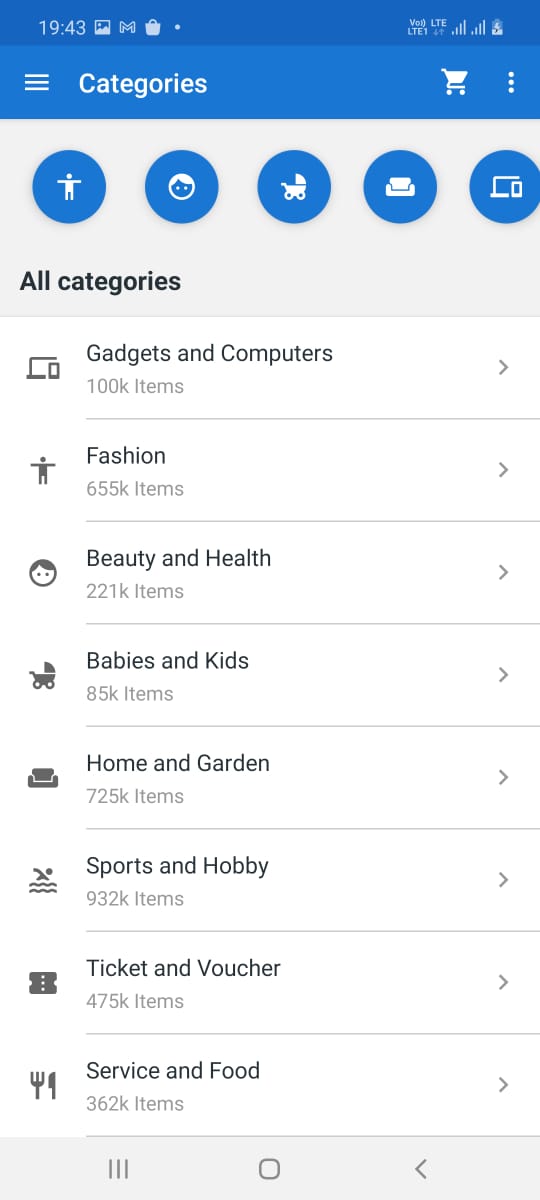 19:43
Vo)) LTE
LTE1
Categories
All categories
Gadgets and Computers
100k Items
Fashion
655k Items
Beauty and Health
221k Items
Babies and Kids
85k Items
Home and Garden
725k Items
Sports and Hobby
932k Items
Ticket and Voucher
475k Items
Service and Food
362k Items